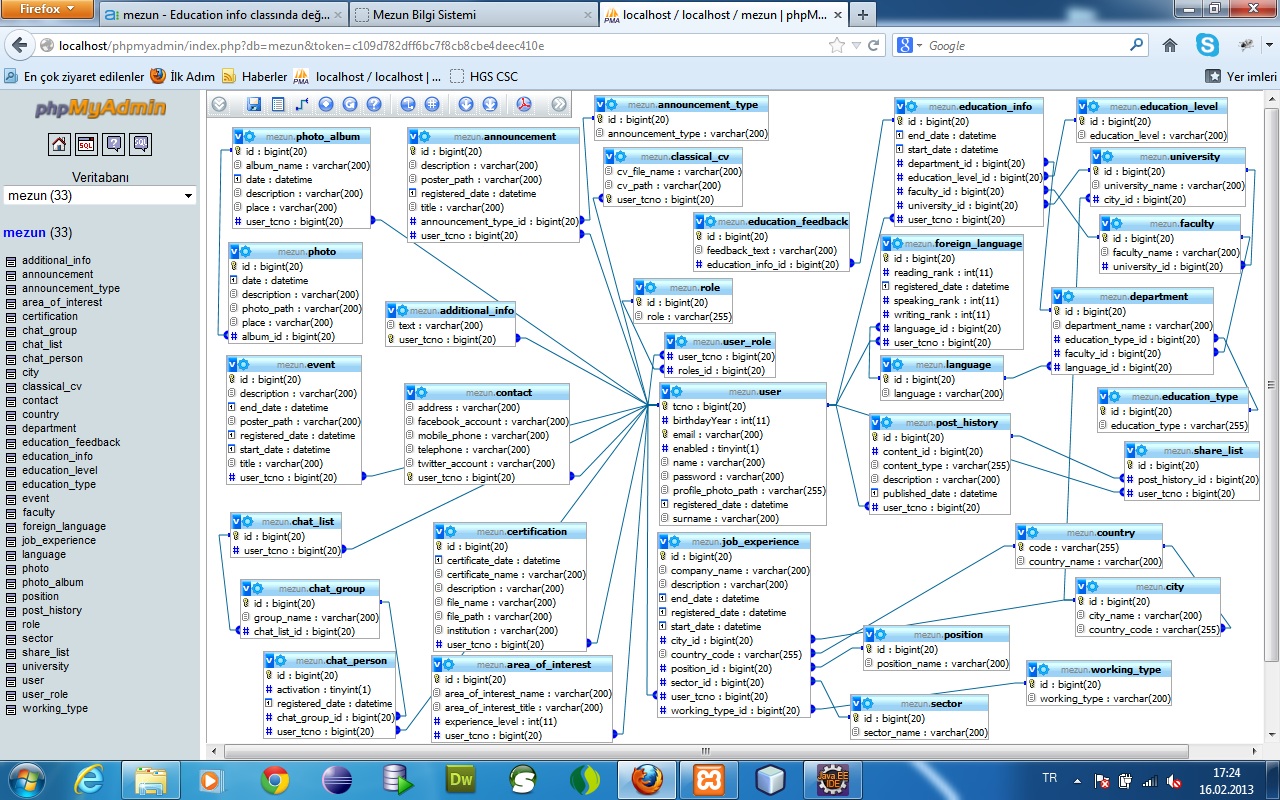 Firefox
mezun - Education info classında değ...
Mezun Bilgi Sistemi
localhost / localhost / mezun | phpM...
localhost/phpmyadmin/index.php?db=mezun&token=c109d782dff6bc7f8cb8cbe4deec410e
Google
En çok ziyaret edilenler
İlk Adım
Haberler
localhost / localhost | ...
HGS CSC
Yer imleri
phpMyAdmin
SQL
Veritabanı
mezun (33)
mezun (33)
additional_info
announcement
announcement_type
area_of_interest
certification
chat_group
chat_list
chat_person
city
classical_cv
contact
country
department
education_feedback
education_info
education_level
education_type
event
faculty
foreign_language
job_experience
language
photo
photo_album
position
post_history
role
sector
share_list
university
user
user_role
working_type
mezun.photo_album
id : bigint(20)
album_name : varchar(200)
date : datetime
description : varchar(200)
place : varchar(200)
user_tcno : bigint(20)
mezun.photo
id : bigint(20)
date : datetime
description : varchar(200)
photo_path : varchar(200)
place : varchar(200)
album_id : bigint(20)
mezun.event
id : bigint(20)
description : varchar(200)
end_date : datetime
poster_path : varchar(200)
registered_date : datetime
start_date : datetime
title : varchar(200)
user_tcno : bigint(20)
mezun.chat_list
id : bigint(20)
user_tcno : bigint(20)
mezun.chat_group
id : bigint(20)
group_name : varchar(200)
chat_list_id : bigint(20)
mezun.chat_person
id : bigint(20)
activation : tinyint(1)
registered_date : datetime
chat_group_id : bigint(20)
user_tcno : bigint(20)
mezun.announcement
id : bigint(20)
description : varchar(200)
poster_path : varchar(200)
registered_date : datetime
title : varchar(200)
announcement_type_id : bigint(20)
user_tcno : bigint(20)
mezun.additional_info
text : varchar(200)
user_tcno : bigint(20)
mezun.contact
address : varchar(200)
facebook_account : varchar(200)
mobile_phone : varchar(200)
telephone : varchar(200)
twitter_account : varchar(200)
user_tcno : bigint(20)
mezun.certification
id : bigint(20)
certificate_date : datetime
certificate_name : varchar(200)
description : varchar(200)
file_name : varchar(200)
file_path : varchar(200)
institution : varchar(200)
user_tcno : bigint(20)
mezun.area_of_interest
id : bigint(20)
area_of_interest_name : varchar(200)
area_of_interest_title : varchar(200)
experience_level : int(11)
user_tcno : bigint(20)
mezun.announcement_type
id : bigint(20)
announcement_type : varchar(200)
mezun.classical_cv
cv_file_name : varchar(200)
cv_path : varchar(200)
user_tcno : bigint(20)
mezun.education_feedback
id : bigint(20)
feedback_text : varchar(200)
education_info_id : bigint(20)
mezun.role
id : bigint(20)
role : varchar(255)
mezun.user_role
user_tcno : bigint(20)
roles_id : bigint(20)
mezun.user
tcno : bigint(20)
birthdayYear : int(11)
email : varchar(200)
enabled : tinyint(1)
name : varchar(200)
password : varchar(200)
profile_photo_path : varchar(255)
registered_date : datetime
surname : varchar(200)
mezun.job_experience
id : bigint(20)
company_name : varchar(200)
description : varchar(200)
end_date : datetime
registered_date : datetime
start_date : datetime
city_id : bigint(20)
country_code : varchar(255)
position_id : bigint(20)
sector_id : bigint(20)
user_tcno : bigint(20)
working_type_id : bigint(20)
mezun.education_info
id : bigint(20)
end_date : datetime
start_date : datetime
department_id : bigint(20)
education_level_id : bigint(20)
faculty_id : bigint(20)
university_id : bigint(20)
user_tcno : bigint(20)
mezun.foreign_language
id : bigint(20)
reading_rank : int(11)
registered_date : datetime
speaking_rank : int(11)
writing_rank : int(11)
language_id : bigint(20)
user_tcno : bigint(20)
mezun.language
id : bigint(20)
language : varchar(200)
mezun.post_history
id : bigint(20)
content_id : bigint(20)
content_type : varchar(255)
description : varchar(200)
published_date : datetime
user_tcno : bigint(20)
mezun.education_level
id : bigint(20)
education_level : varchar(200)
mezun.university
id : bigint(20)
university_name : varchar(200)
city_id : bigint(20)
mezun.faculty
id : bigint(20)
faculty_name : varchar(200)
university_id : bigint(20)
mezun.department
id : bigint(20)
department_name : varchar(200)
education_type_id : bigint(20)
faculty_id : bigint(20)
language_id : bigint(20)
mezun.education_type
id : bigint(20)
education_type : varchar(255)
mezun.share_list
id : bigint(20)
post_history_id : bigint(20)
user_tcno : bigint(20)
mezun.country
code : varchar(255)
country_name : varchar(200)
mezun.city
id : bigint(20)
city_name : varchar(200)
country_code : varchar(255)
mezun.position
id : bigint(20)
position_name : varchar(200)
mezun.working_type
id : bigint(20)
working_type : varchar(200)
mezun.sector
id : bigint(20)
sector_name : varchar(200)
Dw
Java EE
IDE
TR
17:24
16.02.2013